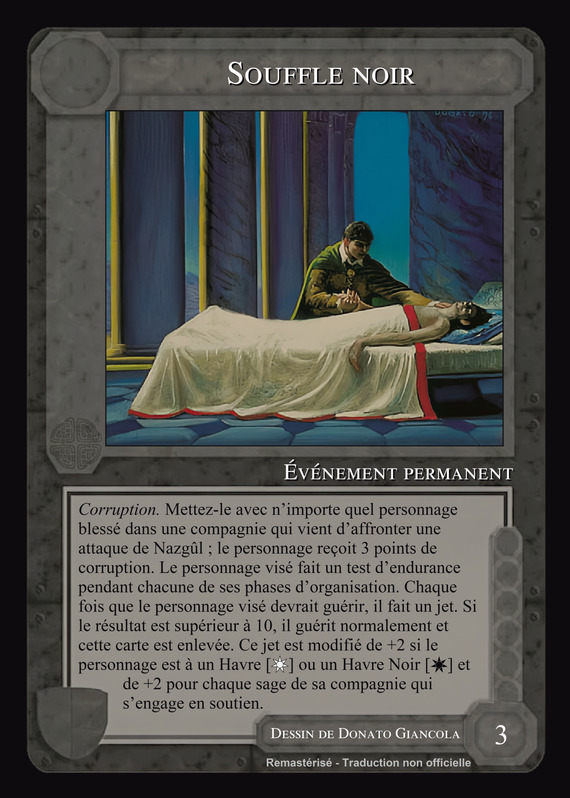 Souffle noir
Événement permanent
Corruption. Mettez-le avec n’importe quel personnage
blessé dans une compagnie qui vient d’affronter une
attaque de Nazgûl ; le personnage reçoit 3 points de
corruption. Le personnage visé fait un test d’endurance
pendant chacune de ses phases d’organisation. Chaque
fois que le personnage visé devrait guérir, il fait un jet. Si
le résultat est supérieur à 10, il guérit normalement et
cette carte est enlevée. Ce jet est modifié de +2 si le
personnage est à un Havre [ ] ou un Havre Noir [ ] et
de +2 pour chaque sage de sa compagnie qui
s’engage en soutien.
Dessin de Donato Giancola
3
Remastérisé - Traduction non officielle